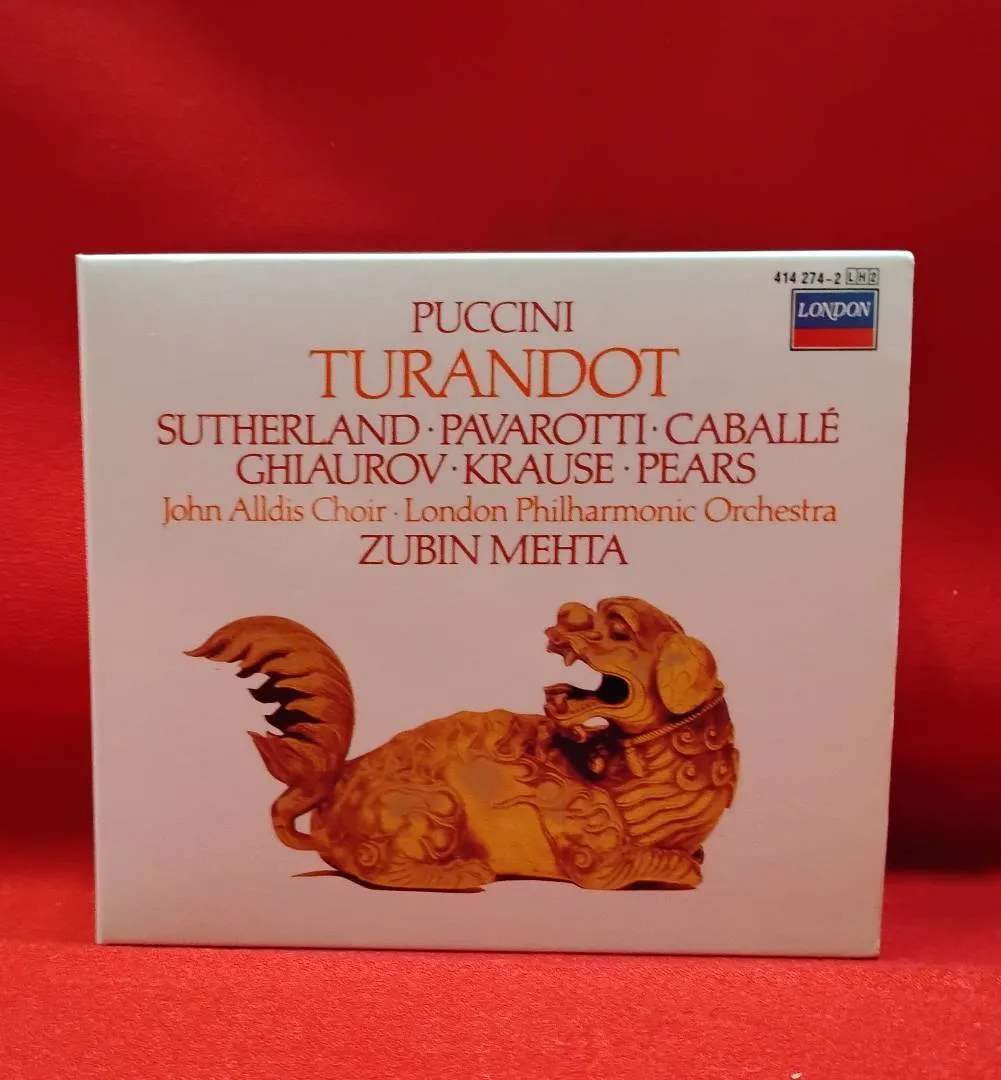 414 274-2 LH2
LONDON
PUCCINI
TURANDOT
SUTHERLAND · PAVAROTTI · CABALLÉ
GHIAUROV · KRAUSE · PEARS
John Alldis Choir · London Philharmonic Orchestra
ZUBIN MEHTA